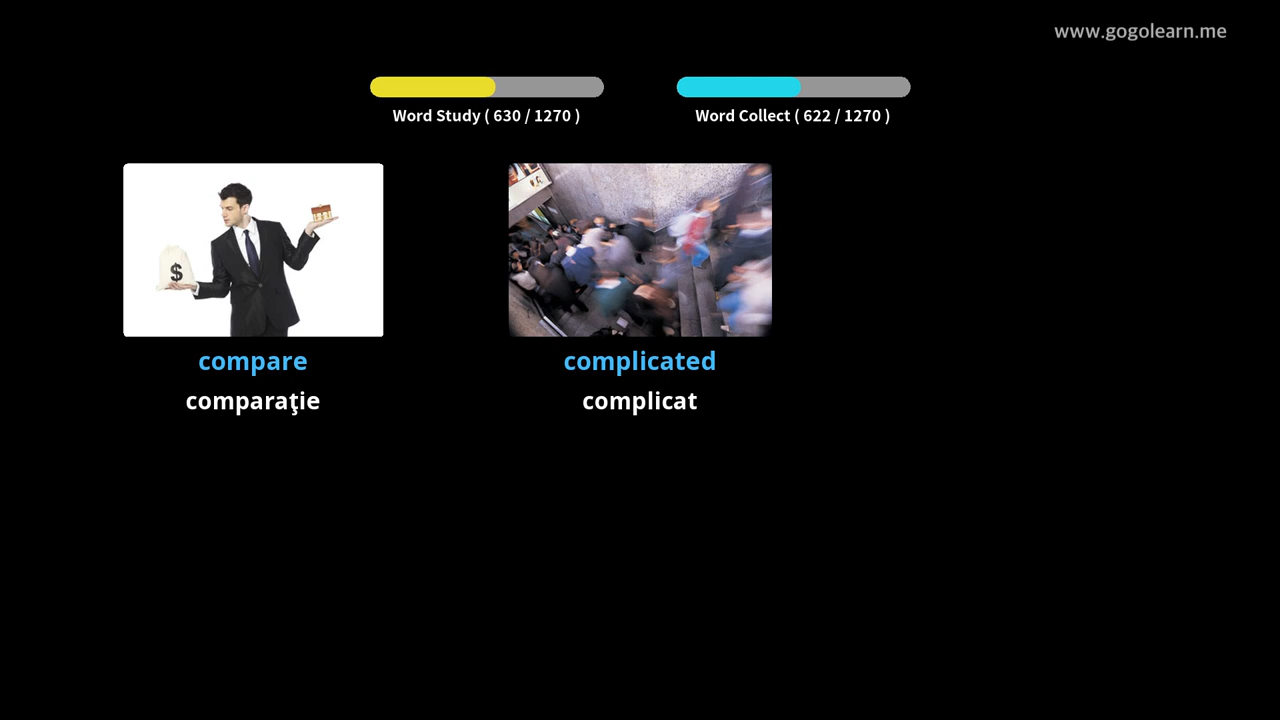 www.gogolearn.me
Word Study ( 630 / 1270 )
Word Collect ( 622 / 1270 )
$
compare
complicated
comparaţie
complicat